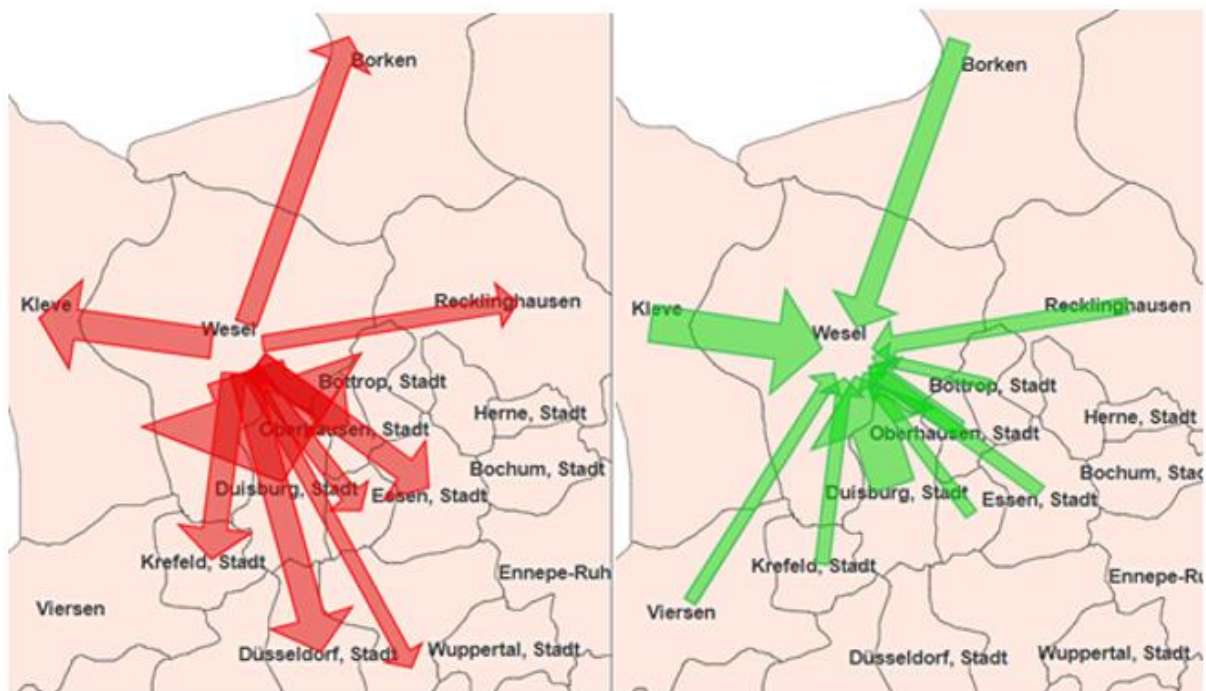 Borken
Kleve
Recklinghausen
Wesel
Bottrop, Stadt
Herne, Stadt
Oberhausen, Stadt
Bochum, Stadt
Duisburg, Stadt
Essen, Stadt
Krefeld, Stadt
Ennepe-Ruh
Viersen
Düsseldorf, Stadt
Wuppertal, Stadt
Borken
Kleve
Recklinghausen
Wesel
Bottrop, Stadt
Herne, Stadt
Oberhausen, Stadt
Bochum, Stad
Duisburg, Stadt
Essen, Stadt
Krefeld, Stadt
Ennepe-Ru
Viersen
Düsseldorf, Stadt
Wuppertal, Stadt